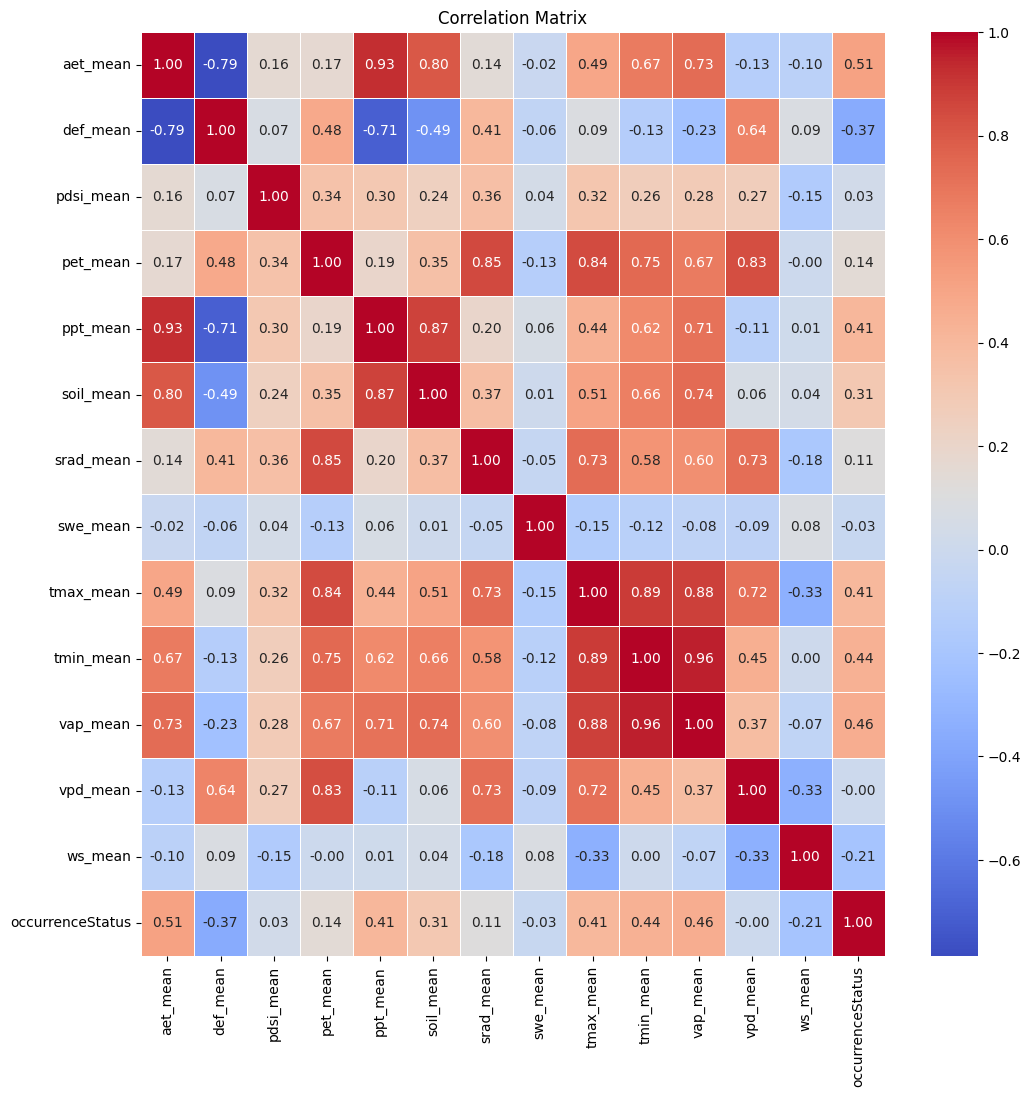 Correlation Matrix
aet_mean 1.00 -0.79 0.16 0.17 0.93 0.80 0.14 -0.02 0.49 0.67 0.73 -0.13 -0.10 0.51
def_mean -0.79 1.00 0.07 0.48 -0.71 -0.49 0.41 -0.06 0.09 -0.13 -0.23 0.64 0.09 -0.37
pdsi_mean 0.16 0.07 1.00 0.34 0.30 0.24 0.36 0.04 0.32 0.26 0.28 0.27 -0.15 0.03
pet_mean 0.17 0.48 0.34 1.00 0.19 0.35 0.85 -0.13 0.84 0.75 0.67 0.83 -0.00 0.14
ppt_mean 0.93 -0.71 0.30 0.19 1.00 0.87 0.20 0.06 0.44 0.62 0.71 -0.11 0.01 0.41
soil_mean 0.80 -0.49 0.24 0.35 0.87 1.00 0.37 0.01 0.51 0.66 0.74 0.06 0.04 0.31
srad_mean 0.14 0.41 0.36 0.85 0.20 0.37 1.00 -0.05 0.73 0.58 0.60 0.73 -0.18 0.11
swe_mean -0.02 -0.06 0.04 -0.13 0.06 0.01 -0.05 1.00 -0.15 -0.12 -0.08 -0.09 0.08 -0.03
tmax_mean 0.49 0.09 0.32 0.84 0.44 0.51 0.73 -0.15 1.00 0.89 0.88 0.72 -0.33 0.41
tmin_mean 0.67 -0.13 0.26 0.75 0.62 0.66 0.58 -0.12 0.89 1.00 0.96 0.45 0.00 0.44
vap_mean 0.73 -0.23 0.28 0.67 0.71 0.74 0.60 -0.08 0.88 0.96 1.00 0.37 -0.07 0.46
vpd_mean -0.13 0.64 0.27 0.83 -0.11 0.06 0.73 -0.09 0.72 0.45 0.37 1.00 -0.33 -0.00
ws_mean -0.10 0.09 -0.15 -0.00 0.01 0.04 -0.18 0.08 -0.33 0.00 -0.07 -0.33 1.00 -0.21
occurrenceStatus 0.51 -0.37 0.03 0.14 0.41 0.31 0.11 -0.03 0.41 0.44 0.46 -0.00 -0.21 1.00
aet_mean def_mean pdsi_mean pet_mean ppt_mean soil_mean srad_mean swe_mean tmax_mean tmin_mean vap_mean vpd_mean ws_mean occurrenceStatus
1.0
0.8
0.6
0.4
0.2
0.0
−0.2
−0.4
−0.6